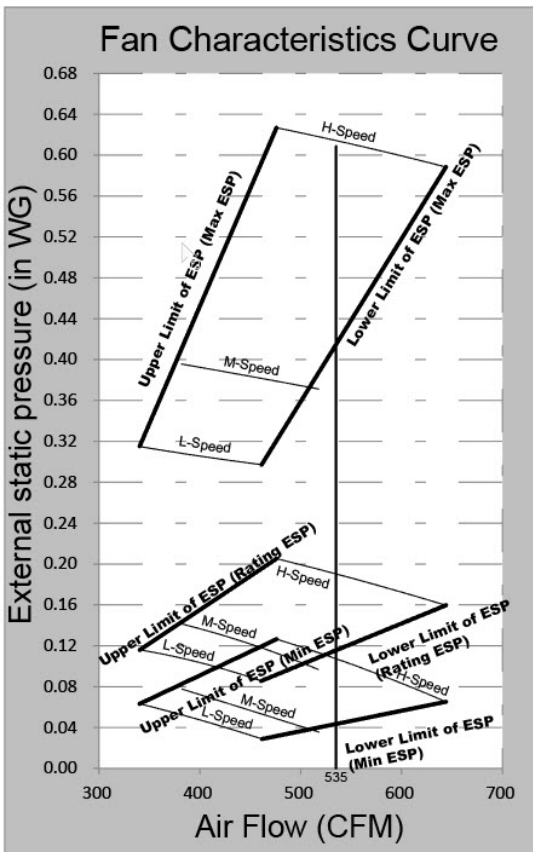 Fan Characteristics Curve
External static pressure (in WG)
0.68
0.64
0.60
0.56
0.52
0.48
0.44
0.40
0.36
0.32
0.28
0.24
0.20
0.16
0.12
0.08
0.04
0.00
H-Speed
Upper Limit of ESP (Max ESP)
Lower Limit of ESP (Max ESP)
M-Speed
L-Speed
Upper Limit of ESP (Rating ESP)
H-Speed
M-Speed
L-Speed
Lower Limit of ESP
(Rating ESP)
Upper Limit of ESP (Min ESP)
H-Speed
M-Speed
L-Speed
Lower Limit of ESP
(Min ESP)
535
300
400
500
600
700
Air Flow (CFM)